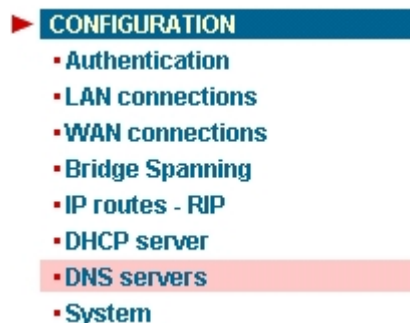 CONFIGURATION
Authentication
LAN connections
WAN connections
Bridge Spanning
IP routes - RIP
DHCP server
DNS servers
System